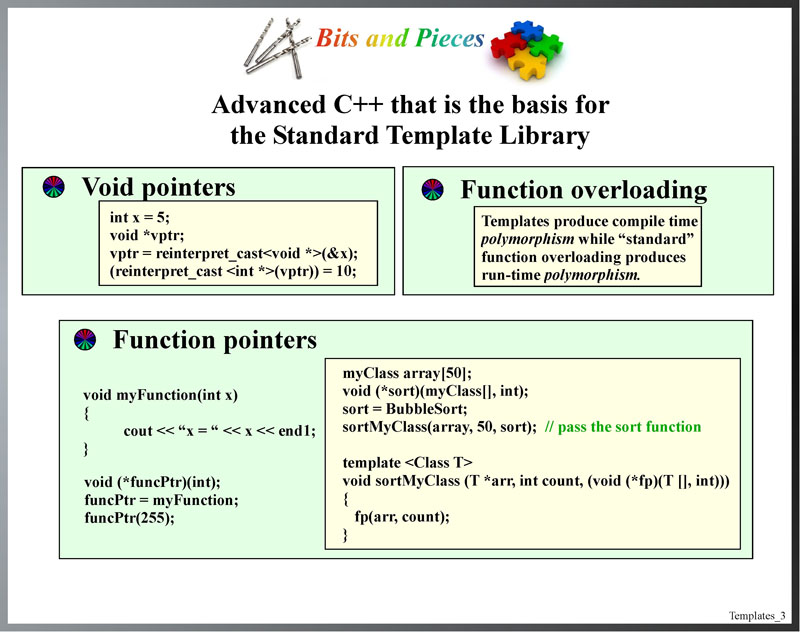 Bits and Pieces
Advanced C++ that is the basis for
the Standard Template Library
Void pointers
int x = 5;
void *vptr;
vptr = reinterpret_cast<void *>(&x);
(reinterpret_cast <int *>(vptr)) = 10;
Function overloading
Templates produce compile time
polymorphism while “standard”
function overloading produces
run-time polymorphism.
Function pointers
void myFunction(int x)
{
cout << “x = “ << x << end1;
}
void (*funcPtr)(int);
funcPtr = myFunction;
funcPtr(255);
myClass array[50];
void (*sort)(myClass[], int);
sort = BubbleSort;
sortMyClass(array, 50, sort); // pass the sort function
template <Class T>
void sortMyClass (T *arr, int count, (void (*fp)(T [], int)))
{
fp(arr, count);
}
Templates_3